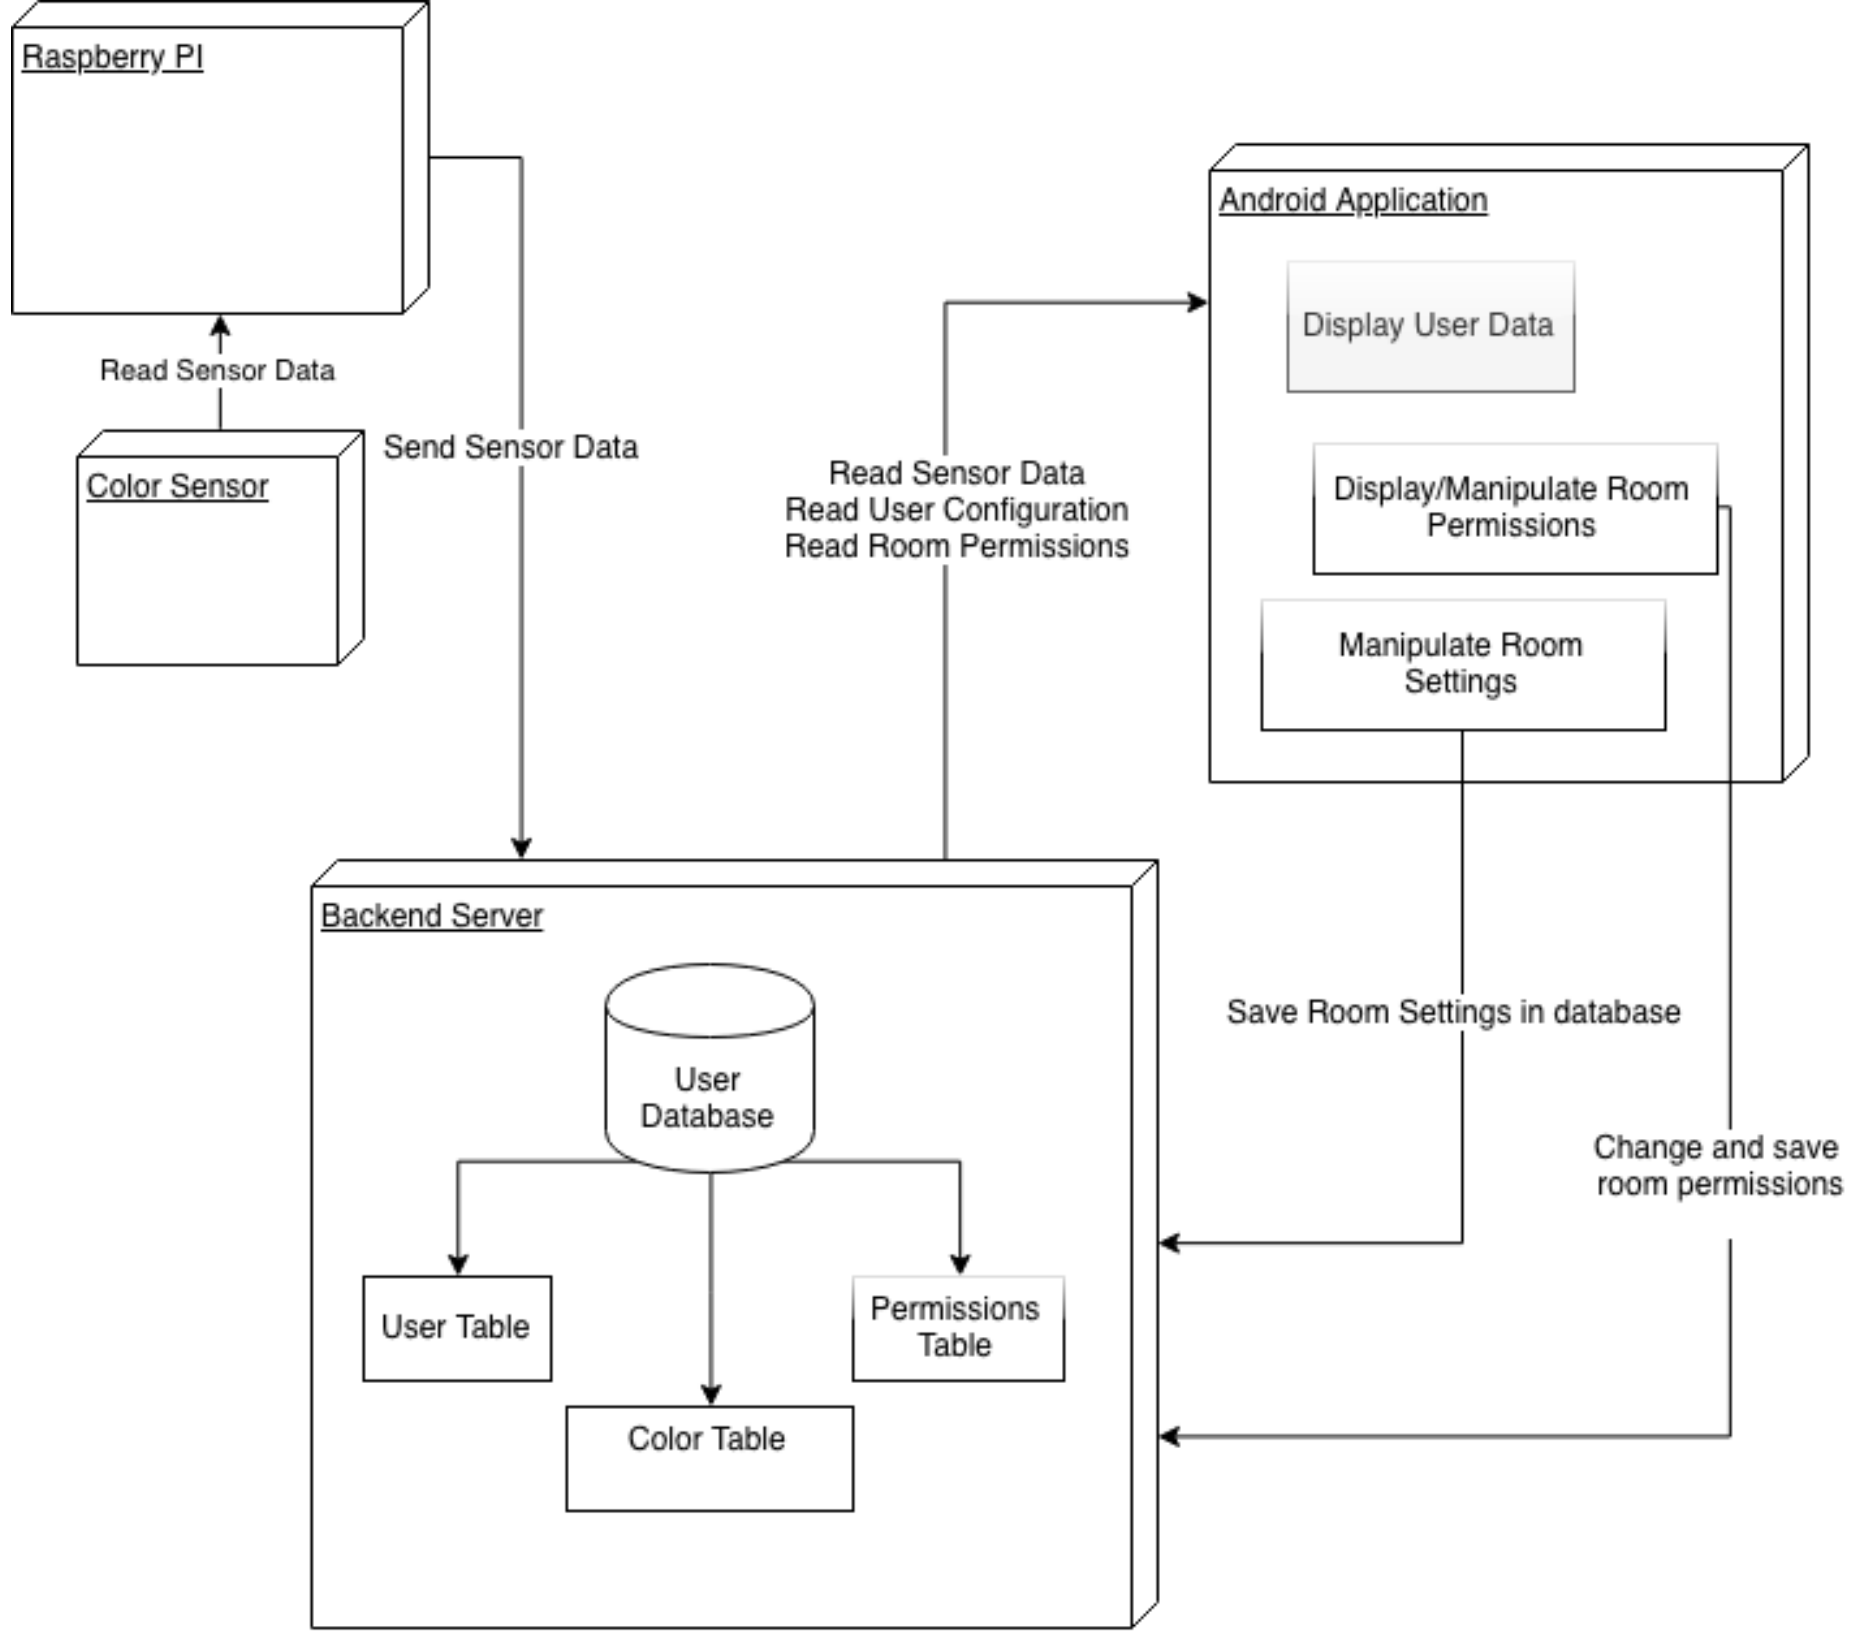 Raspberry PI
Read Sensor Data
Color Sensor
Send Sensor Data
Read Sensor Data
Read User Configuration
Read Room Permissions
Android Application
Display User Data
Display/Manipulate Room
Permissions
Manipulate Room
Settings
Backend Server
User
Database
User Table
Color Table
Permissions
Table
Save Room Settings in database
Change and save
room permissions